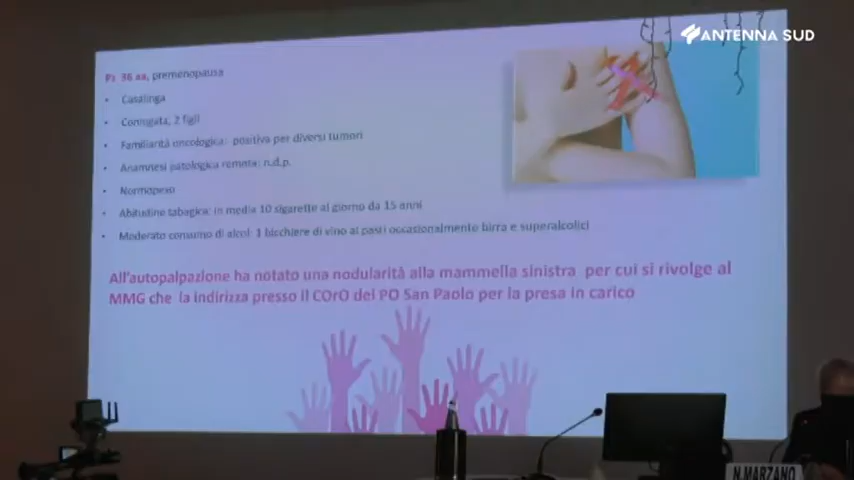 ANTENNA SUD
Pz 36 aa, premenopausa
• Casalinga
• Coniugata, 2 figli
• Familiarità oncologica: positiva per diversi tumori
• Anamnesi patologica remota: n.d.p.
• Normopeso
• Abitudine tabagica: in media 10 sigarette al giorno da 15 anni
• Moderato consumo di alcol: 1 bicchiere di vino ai pasti occasionalmente birra e superalcolici
All'autopalpazione ha notato una nodularità alla mammella sinistra per cui si rivolge al
MMG che la indirizza presso il COrO del PO San Paolo per la presa in carico
N.MARZANO